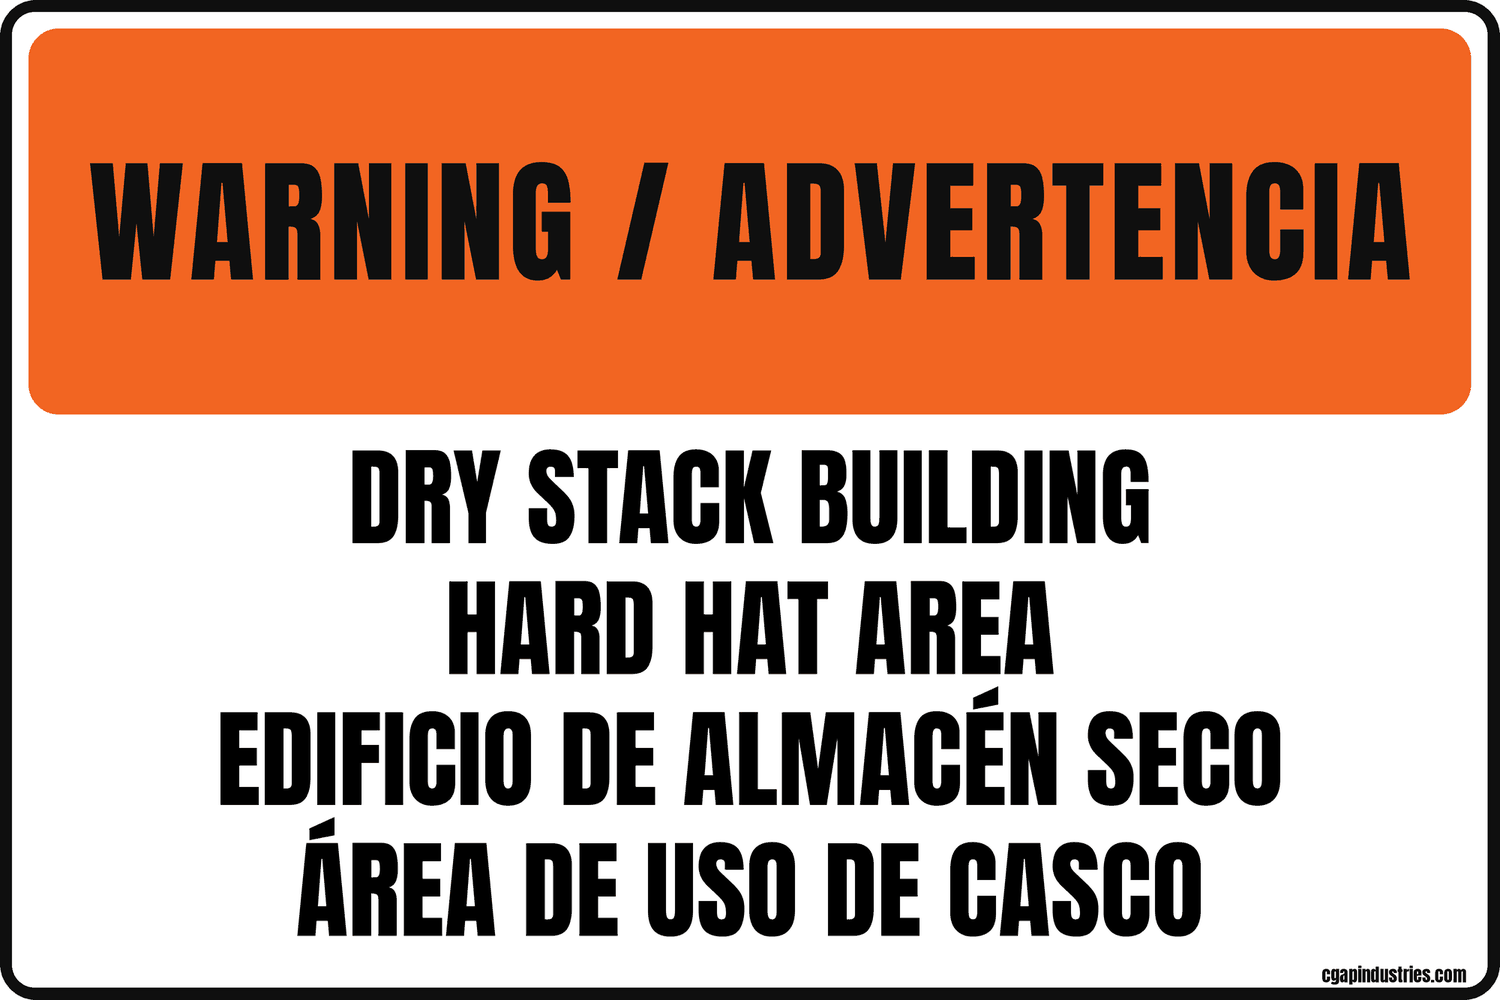 WARNING / ADVERTENCIA
DRY STACK BUILDING
HARD HAT AREA
EDIFICIO DE ALMACÉN SECO
ÁREA DE USO DE CASCO
cgapindustries.com